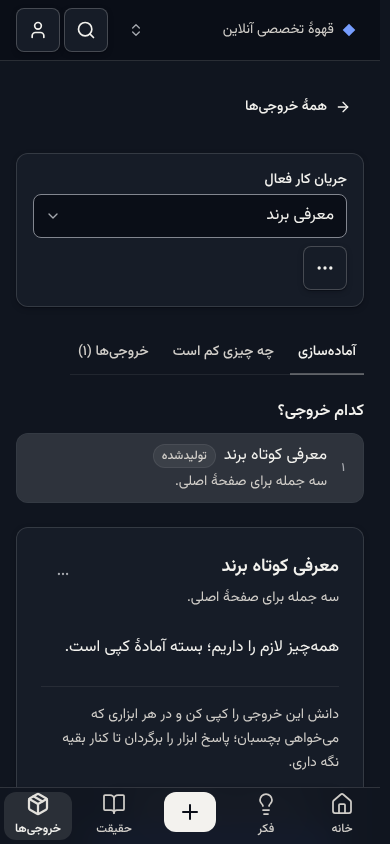 قهوهٔ تخصصی آنلاین
همهٔ خروجی‌ها
جریان کار فعال
معرفی برند
آماده‌سازی
چه چیزی کم است
خروجی‌ها (۱)
کدام خروجی؟
۱
معرفی کوتاه برند
تولیدشده
سه جمله برای صفحهٔ اصلی.
معرفی کوتاه برند
سه جمله برای صفحهٔ اصلی.
همه‌چیز لازم را داریم؛ بسته آمادهٔ کپی است.
دانش این خروجی را کپی کن و در هر ابزاری که
می‌خواهی بچسبان؛ پاسخ ابزار را برگردان تا کنار بقیه
نگه داری.
خانه
فکر
حقیقت
خروجی‌ها